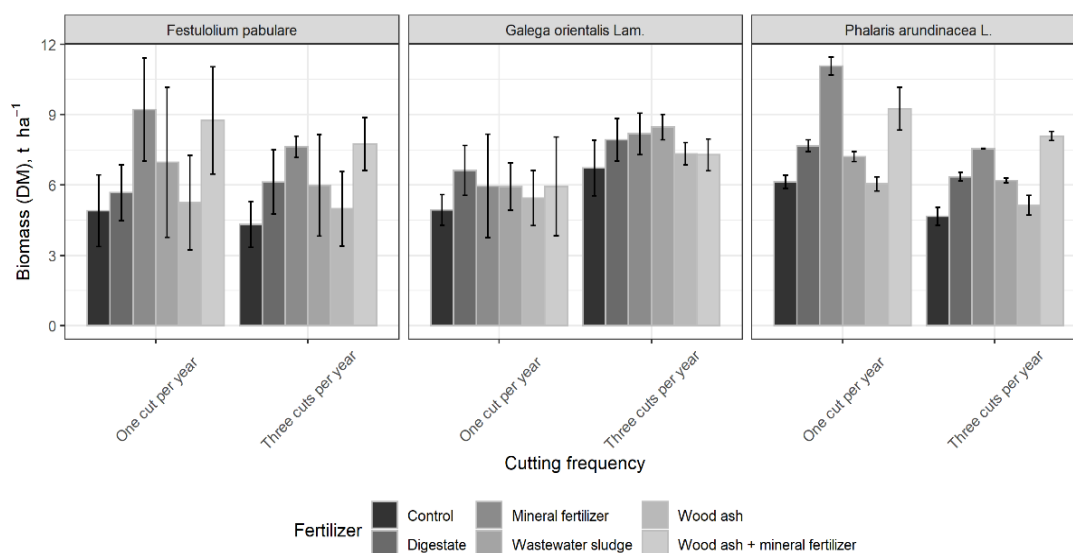 Festulolium pabulare
Galega orientalis Lam.
Phalaris arundinacea L.
Biomass (DM), t ha⁻¹
12
9
6
3
0
One cut per year
Three cuts per year
One cut per year
Three cuts per year
One cut per year
Three cuts per year
Cutting frequency
Fertilizer
Control
Mineral fertilizer
Wood ash
Digestate
Wastewater sludge
Wood ash + mineral fertilizer